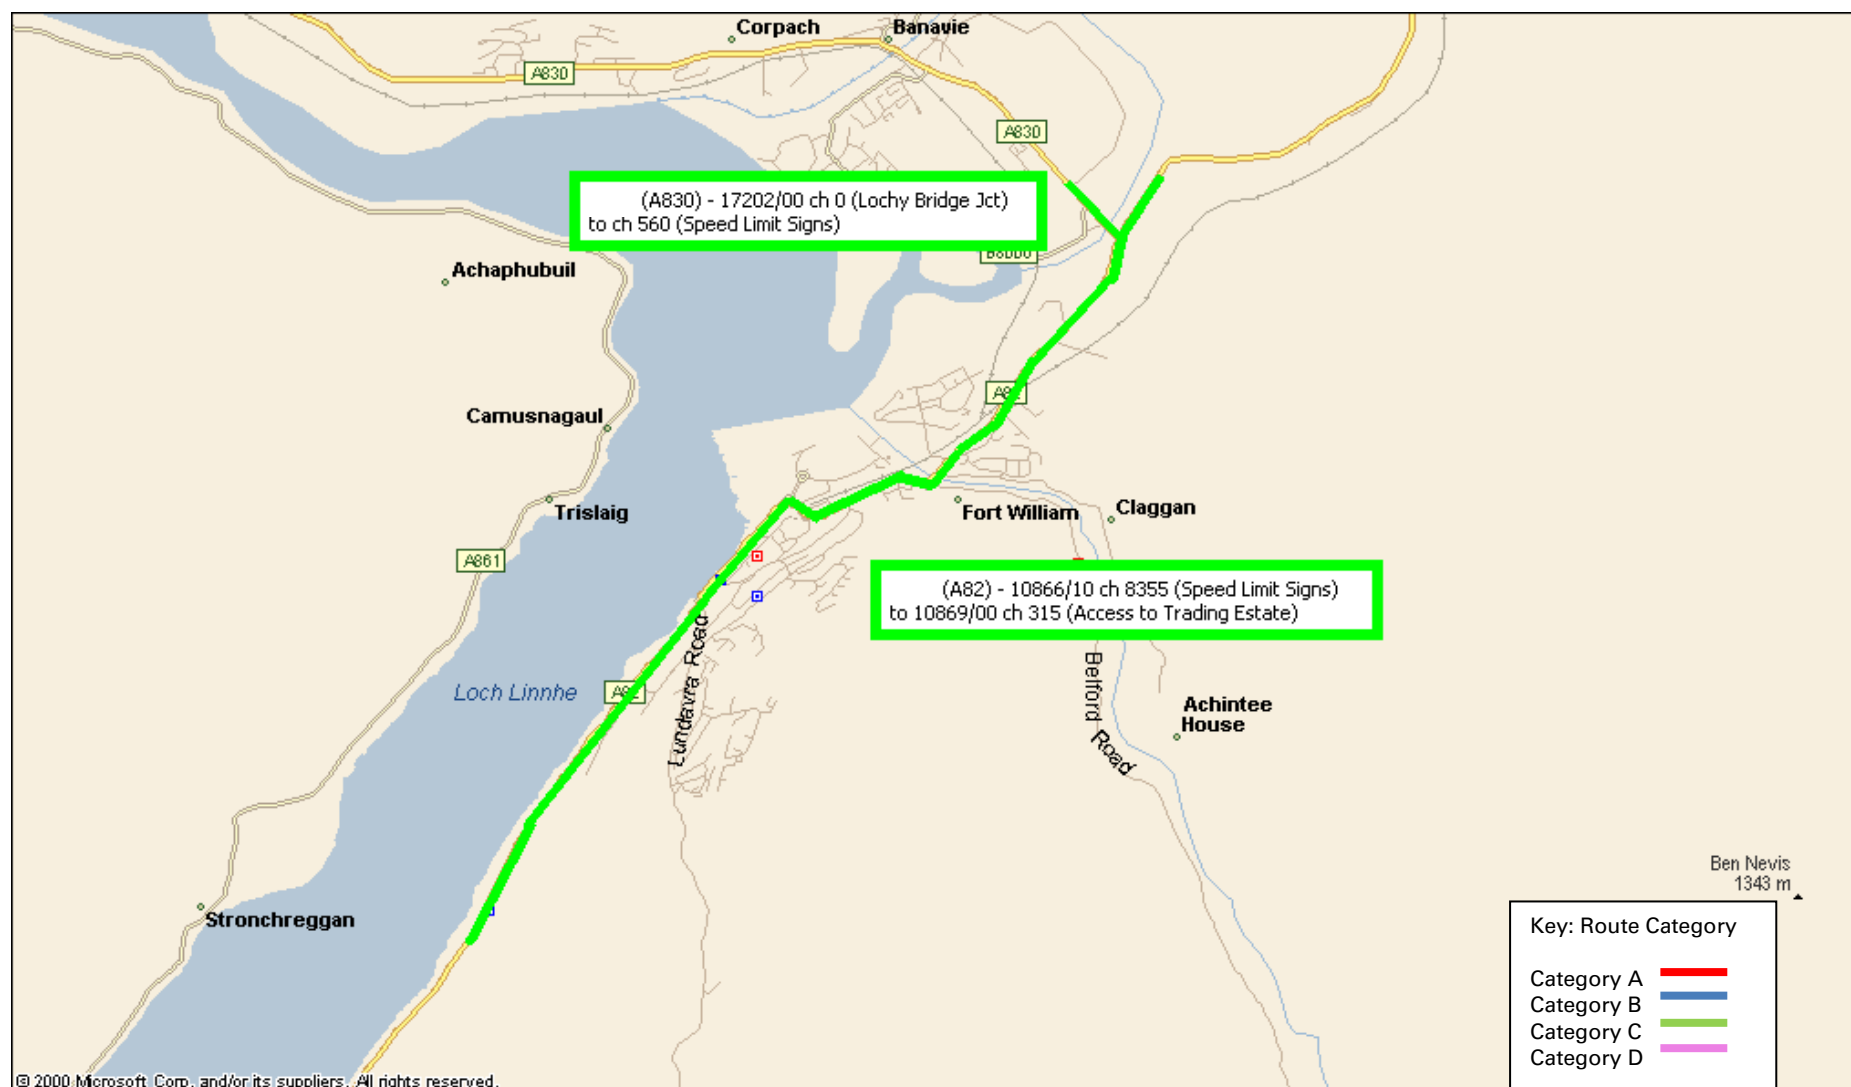 Corpach
Banavie
A830
A830
(A830) - 17202/00 ch 0 (Lochy Bridge Jct)
to ch 560 (Speed Limit Signs)
B8006
Achaphubuil
A82
Camusnagaul
Trislaig
Fort William
Claggan
A861
(A82) - 10866/10 ch 8355 (Speed Limit Signs)
to 10869/00 ch 315 (Access to Trading Estate)
Lundavra Road
Belford Road
Loch Linnhe
A82
Achintee
House
Ben Nevis
1343 m
Stronchreggan
Key: Route Category
Category A
Category B
Category C
Category D
© 2000 Microsoft Corp. and/or its suppliers. All rights reserved.